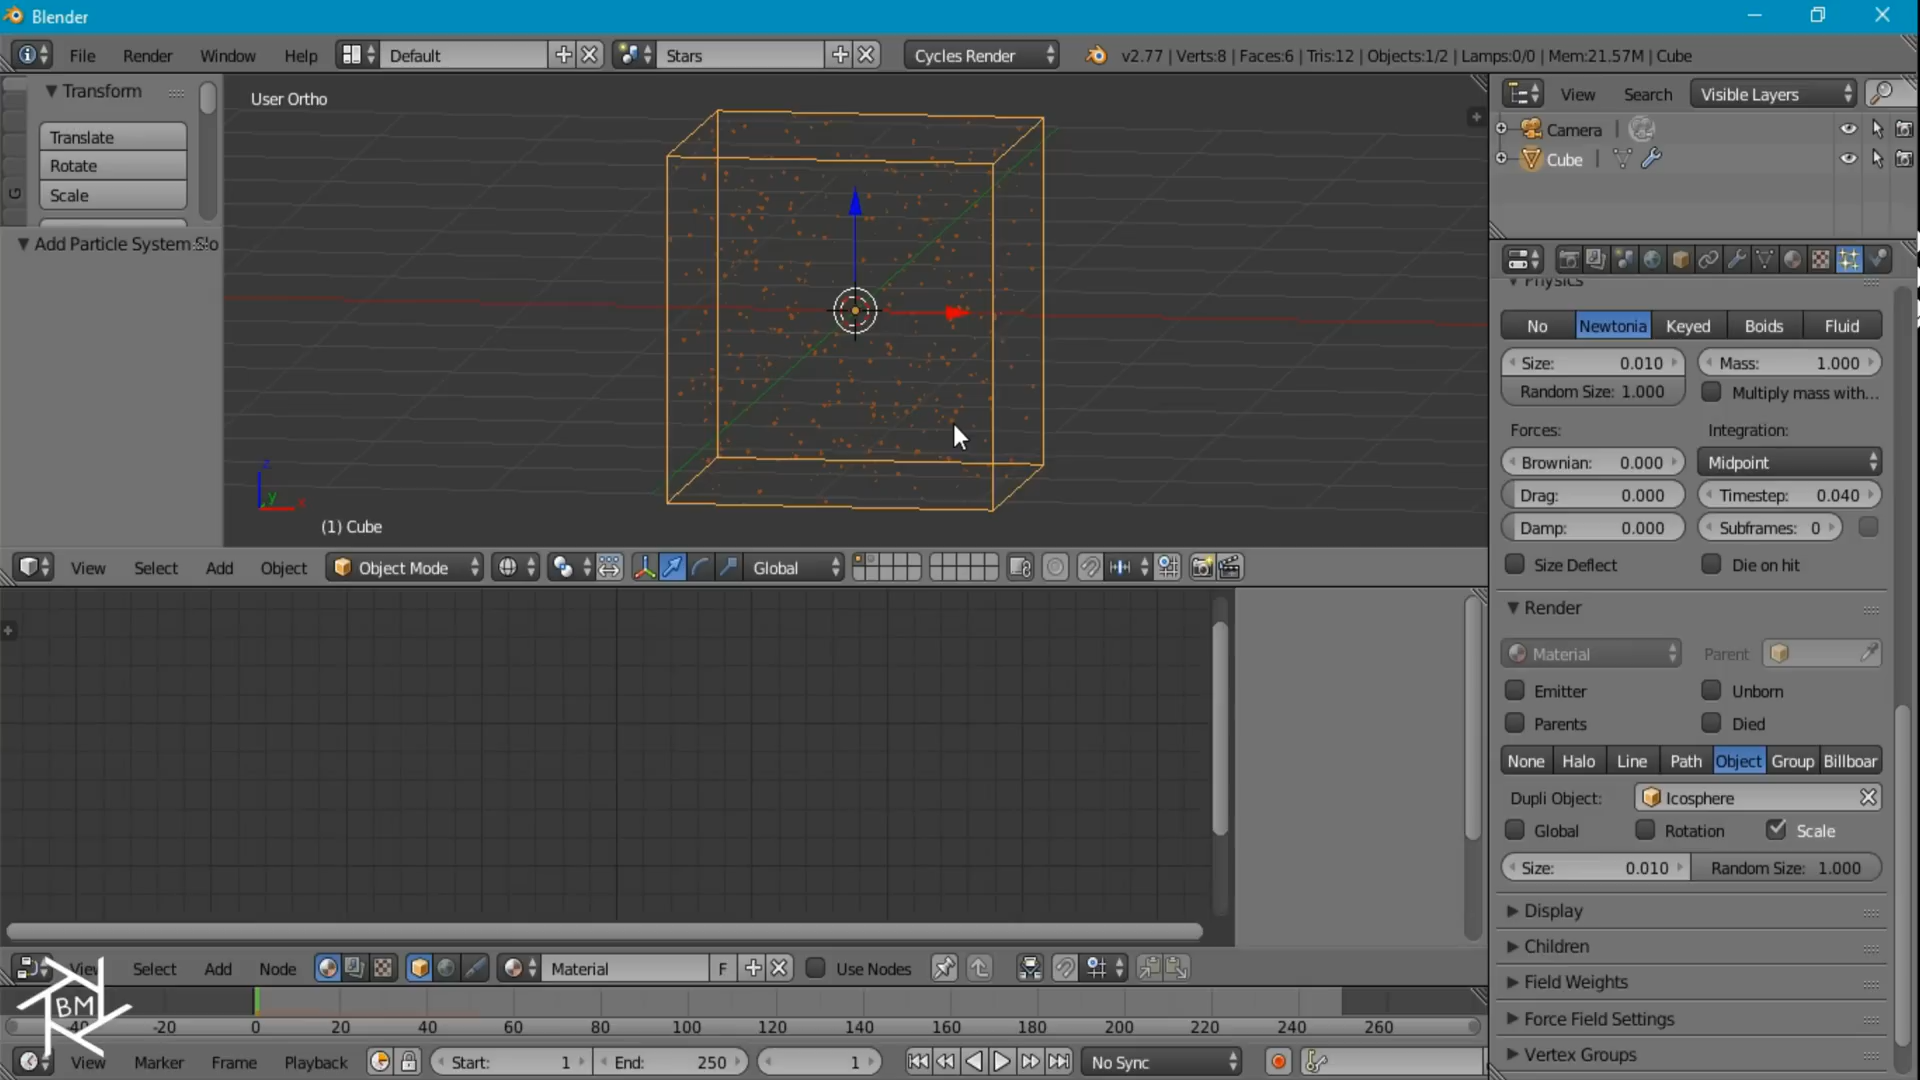 Blender
File Render Window Help Default Stars Cycles Render v2.77 | Verts:8 | Faces:6 | Tris:12 | Objects:1/2 | Lamps:0/0 | Mem:21.57M | Cube
Transform
Translate
Rotate
Scale
Add Particle System Slo
User Ortho
z
y
x
(1) Cube
View Select Add Object Object Mode Global
View Search Visible Layers
Camera
Cube
Physics
No Newtonia Keyed Boids Fluid
Size: 0.010 Mass: 1.000
Random Size: 1.000 Multiply mass with...
Forces: Integration:
Brownian: 0.000 Midpoint
Drag: 0.000 Timestep: 0.040
Damp: 0.000 Subframes: 0
Size Deflect Die on hit
Render
Material Parent
Emitter Unborn
Parents Died
None Halo Line Path Object Group Billboar
Dupli Object: Icosphere
Global Rotation Scale
Size: 0.010 Random Size: 1.000
Display
Children
Field Weights
Force Field Settings
Vertex Groups
View Select Add Node Material F Use Nodes
BM
-40 -20 0 20 40 60 80 100 120 140 160 180 200 220 240 260
View Marker Frame Playback Start: 1 End: 250 1 No Sync